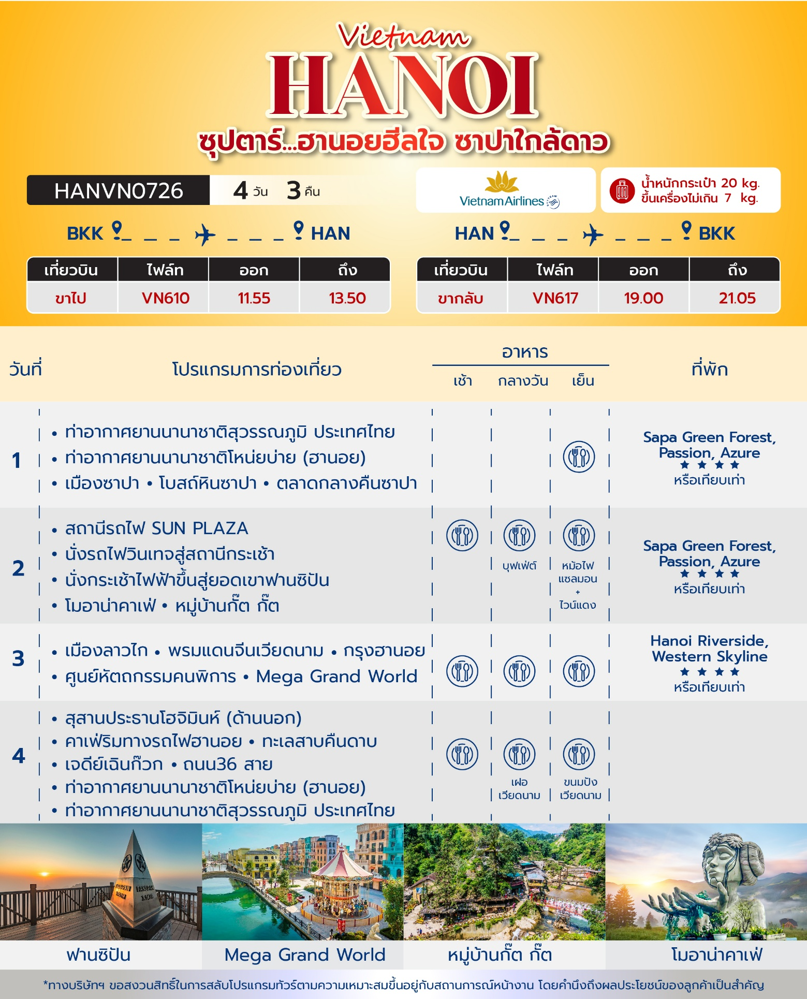 Vietnam
HANOI
ซุปตาร์...ฮานอยฮีลใจ ซาปาใกล้ดาว
HANVN0726 4 วัน 3 คืน
Vietnam Airlines
SKYTEAM
น้ำหนักกระเป๋า 20 kg.
ขึ้นเครื่องไม่เกิน 7 kg.
BKK HAN
HAN BKK
เที่ยวบิน ไฟล์ท ออก ถึง
ขาไป VN610 11.55 13.50
เที่ยวบิน ไฟล์ท ออก ถึง
ขากลับ VN617 19.00 21.05
วันที่ โปรแกรมการท่องเที่ยว อาหาร ที่พัก
เช้า กลางวัน เย็น
1
• ท่าอากาศยานนานาชาติสุวรรณภูมิ ประเทศไทย
• ท่าอากาศยานนานาชาติโหน่ยบ่าย (ฮานอย)
• เมืองซาปา • โบสถ์หินซาปา • ตลาดกลางคืนซาปา
Sapa Green Forest,
Passion, Azure
หรือเทียบเท่า
2
• สถานีรถไฟ SUN PLAZA
• นั่งรถไฟวินเทจสู่สถานีกระเช้า
• นั่งกระเช้าไฟฟ้าขึ้นสู่ยอดเขาฟานซิปัน
• โมอาน่าคาเฟ่ • หมู่บ้านกั๊ต กั๊ต
บุฟเฟ่ต์
หม้อไฟ
แซลมอน
+
ไวน์แดง
Sapa Green Forest,
Passion, Azure
หรือเทียบเท่า
3
• เมืองลาวไก • พรมแดนจีนเวียดนาม • กรุงฮานอย
• ศูนย์หัตถกรรมคนพิการ • Mega Grand World
Hanoi Riverside,
Western Skyline
หรือเทียบเท่า
4
• สุสานประธานโฮจิมินห์ (ด้านนอก)
• คาเฟ่ริมทางรถไฟฮานอย • ทะเลสาบคืนดาบ
• เจดีย์เฉินก๊วก • ถนน36 สาย
• ท่าอากาศยานนานาชาติโหน่ยบ่าย (ฮานอย)
• ท่าอากาศยานนานาชาติสุวรรณภูมิ ประเทศไทย
เฝอ
เวียดนาม
ขนมปัง
เวียดนาม
FANSIPAN
FANSIPAN
ฟานซิปัน
Mega Grand World
หมู่บ้านกั๊ต กั๊ต
โมอาน่าคาเฟ่
*ทางบริษัทฯ ขอสงวนสิทธิ์ในการสลับโปรแกรมทัวร์ตามความเหมาะสมขึ้นอยู่กับสถานการณ์หน้างาน โดยคำนึงถึงผลประโยชน์ของลูกค้าเป็นสำคัญ